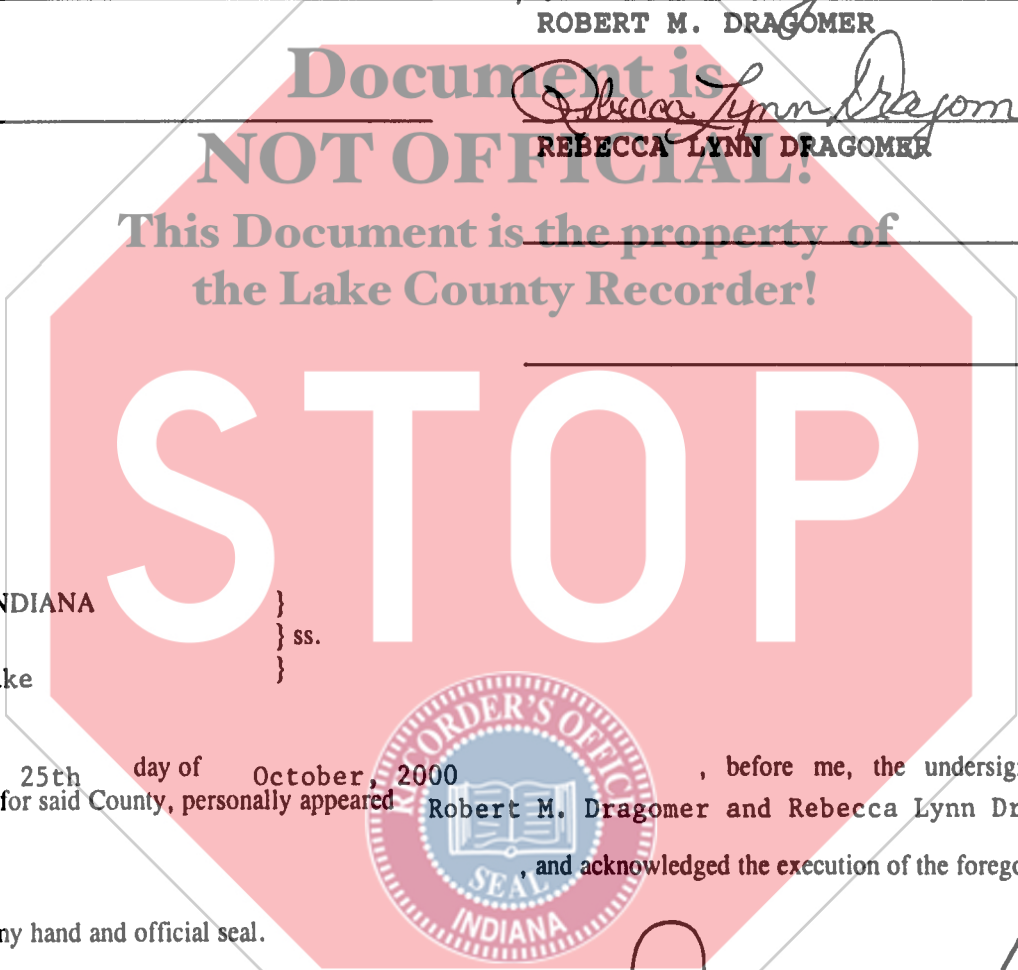 ROBERT M. DRAGOMER
Document is
Rebecca Lynn Dragom
NOT OFFICIAL!
REBECCA LYNN DRAGOMER
This Document is the property of
the Lake County Recorder!
STOP
NDIANA }
} ss.
ke }
RECORDER'S OFFICE
25th day of October, 2000 , before me, the undersig
for said County, personally appeared Robert M. Dragomer and Rebecca Lynn Dr
, and acknowledged the execution of the forego
SEAL
INDIANA
ny hand and official seal.